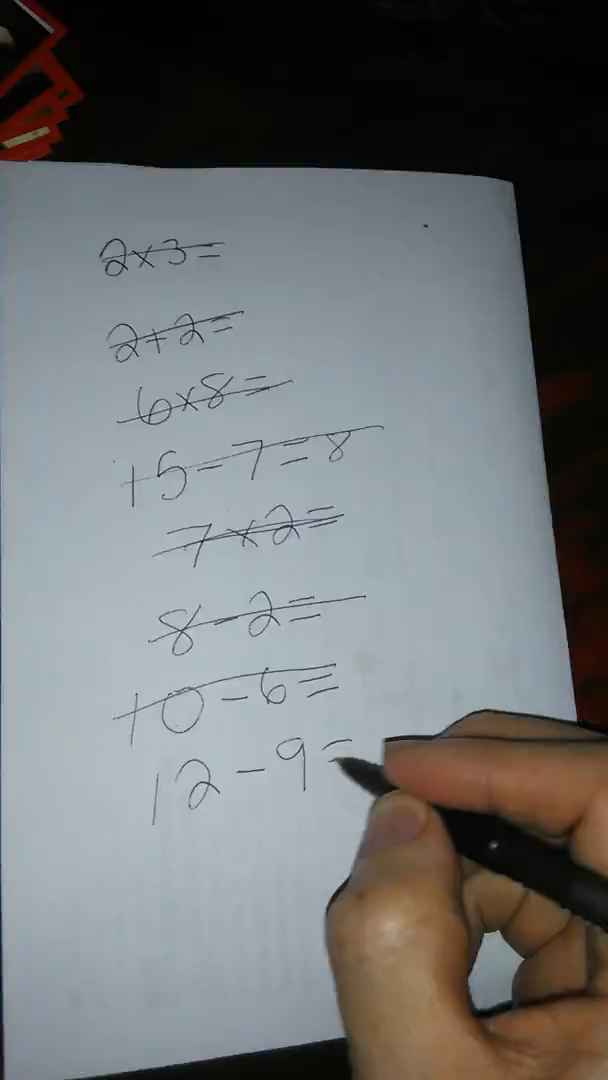 2x3=
2+2=
6x8=
15-7=8
7x2=
8-2=
10-6=
12-9=